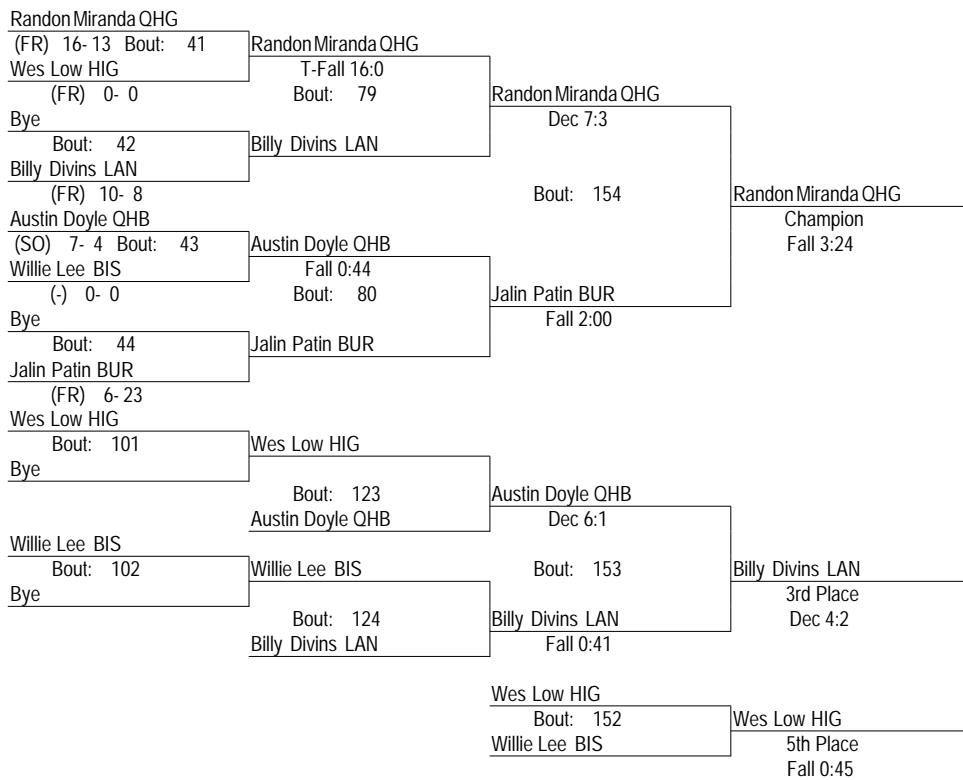 Randon Miranda QHG
(FR) 16- 13 Bout: 41
Randon Miranda QHG
Wes Low HIG
T-Fall 16:0
(FR) 0- 0
Bout: 79
Randon Miranda QHG
Bye
Dec 7:3
Bout: 42
Billy Divins LAN
Billy Divins LAN
(FR) 10- 8
Bout: 154
Randon Miranda QHG
Austin Doyle QHB
Champion
(SO) 7- 4 Bout: 43
Austin Doyle QHB
Fall 3:24
Willie Lee BIS
Fall 0:44
(-) 0- 0
Bout: 80
Jalin Patin BUR
Bye
Fall 2:00
Bout: 44
Jalin Patin BUR
Jalin Patin BUR
(FR) 6- 23
Wes Low HIG
Bout: 101
Wes Low HIG
Bye
Bout: 123
Austin Doyle QHB
Austin Doyle QHB
Dec 6:1
Willie Lee BIS
Bout: 102
Willie Lee BIS
Bout: 153
Billy Divins LAN
Bye
3rd Place
Bout: 124
Billy Divins LAN
Dec 4:2
Billy Divins LAN
Fall 0:41
Wes Low HIG
Bout: 152
Wes Low HIG
Willie Lee BIS
5th Place
Fall 0:45